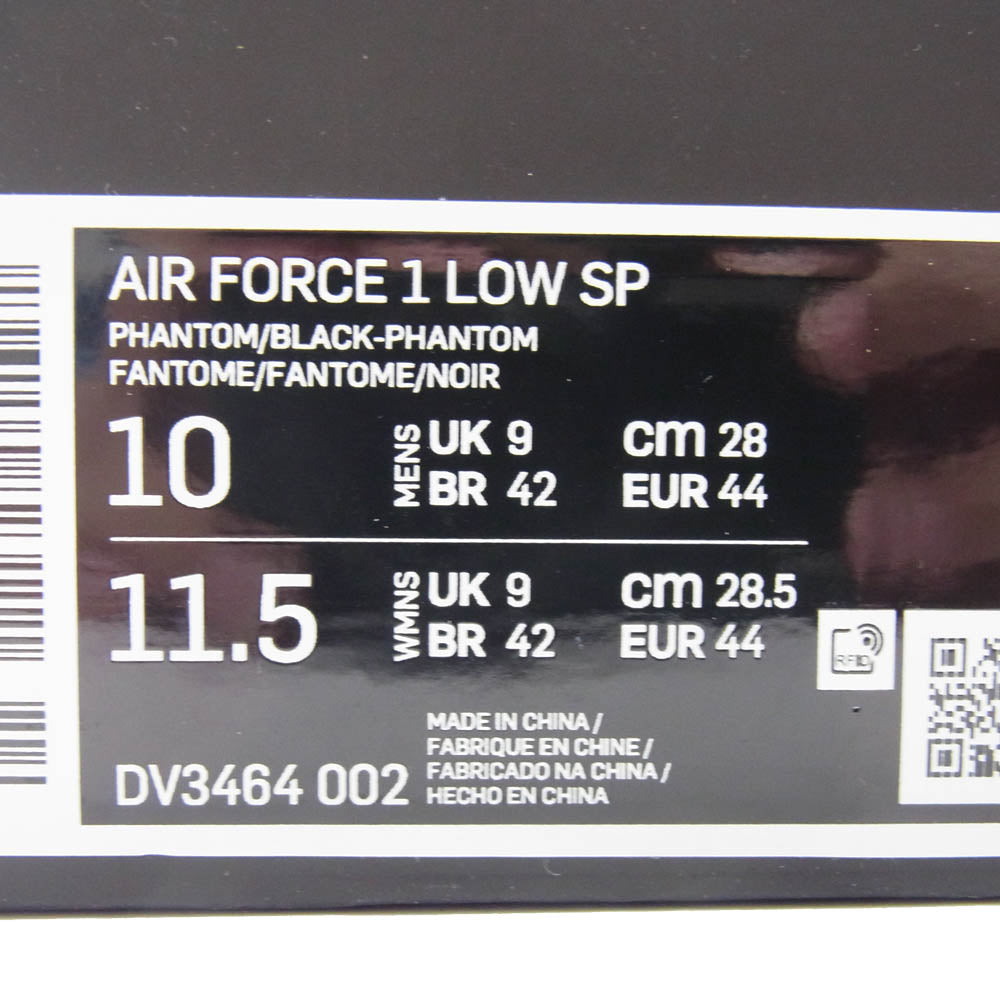 AIR FORCE 1 LOW SP
PHANTOM/BLACK-PHANTOM
FANTOME/FANTOME/NOIR
10 MENS UK 9 cm 28
BR 42 EUR 44
11.5 WMNS UK 9 cm 28.5
BR 42 EUR 44
RFID
MADE IN CHINA /
FABRIQUE EN CHINE /
DV3464 002 FABRICADO NA CHINA /
HECHO EN CHINA